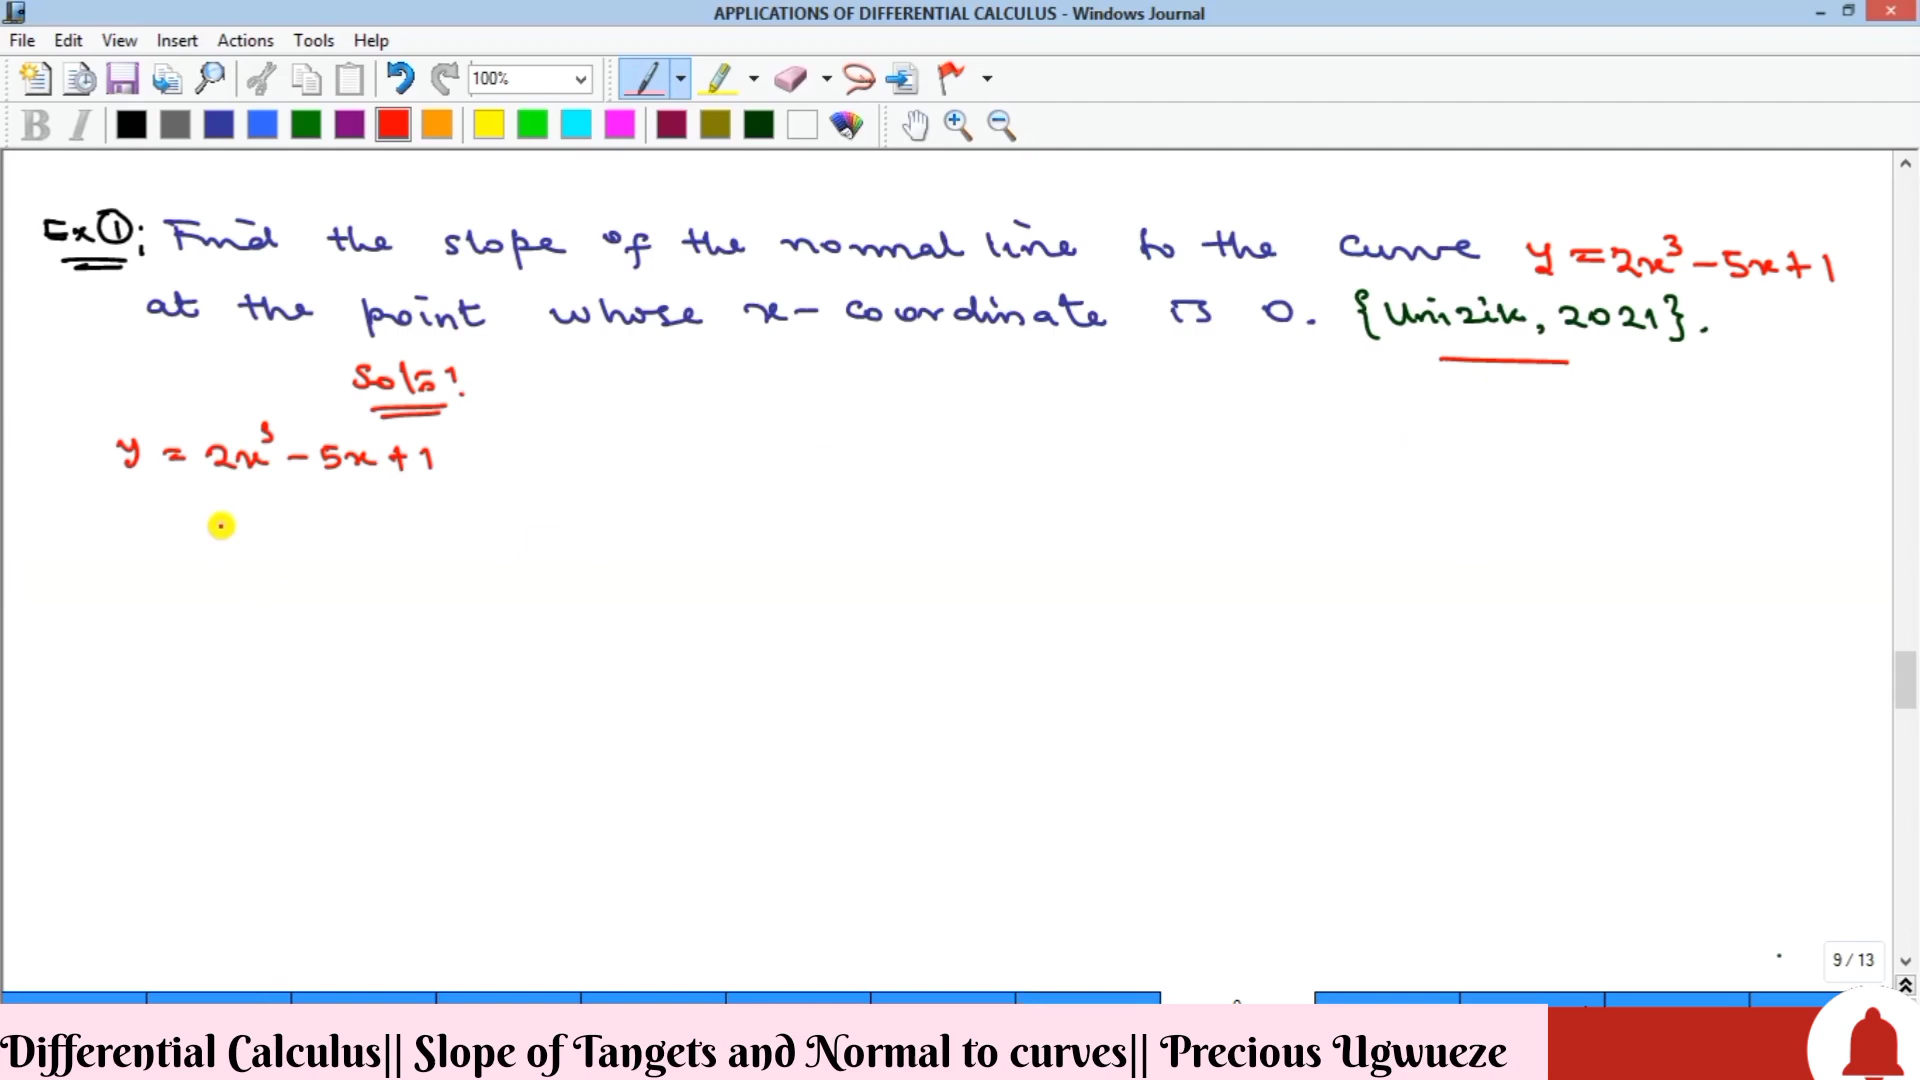 APPLICATIONS OF DIFFERENTIAL CALCULUS - Windows Journal
File Edit View Insert Actions Tools Help
100%
B I
Ex①; Find the slope of the normal line to the curve y = 2x³ - 5x + 1
at the point whose x-coordinate is 0. {Unizik, 2021}.
Soln!
y = 2x³ - 5x + 1
9 / 13
Differential Calculus|| Slope of Tangets and Normal to curves|| Precious Ugwueze